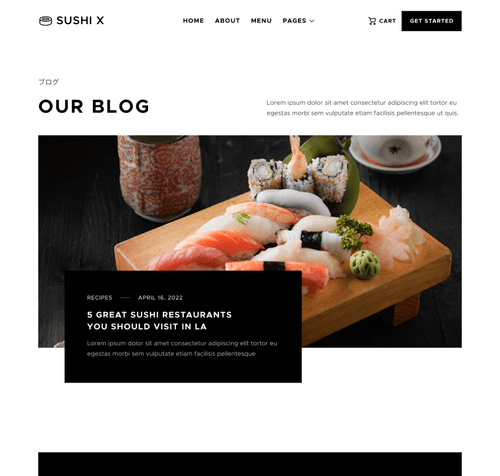 SUSHI X
HOME ABOUT MENU PAGES
CART GET STARTED
ブログ
OUR BLOG
Lorem ipsum dolor sit amet consectetur adipiscing elit tortor eu
egestas morbi sem vulputate etiam facilisis pellentesque ut quis.
RECIPES — APRIL 16, 2022
5 GREAT SUSHI RESTAURANTS
YOU SHOULD VISIT IN LA
Lorem ipsum dolor sit amet consectetur adipiscing elit tortor eu
egestas morbi sem vulputate etiam facilisis pellentesque